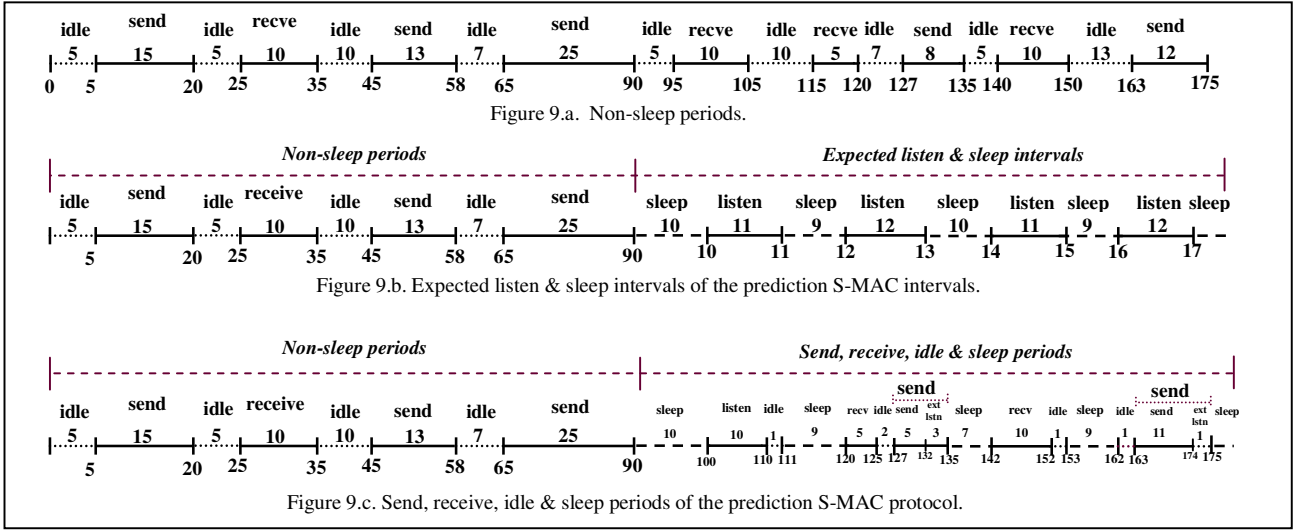 idle send idle recve idle send idle send idle recve idle recve idle send idle recve idle send
5 15 5 10 10 13 7 25 5 10 10 5 7 8 5 10 13 12
0 5 20 25 35 45 58 65 90 95 105 115 120 127 135 140 150 163 175
Figure 9.a. Non-sleep periods.
Non-sleep periods Expected listen & sleep intervals
idle send idle receive idle send idle send sleep listen sleep listen sleep listen sleep listen sleep
5 15 5 10 10 13 7 25 10 11 9 12 10 11 9 12
5 20 25 35 45 58 65 90 10 11 12 13 14 15 16 17
Figure 9.b. Expected listen & sleep intervals of the prediction S-MAC intervals.
Non-sleep periods Send, receive, idle & sleep periods
send send
idle send idle receive idle send idle send sleep listen idle sleep recv idle send ext lstn sleep recv idle sleep idle send ext lstn sleep
5 15 5 10 10 13 7 25 10 10 1 9 5 2 5 3 7 10 1 9 1 11 1
5 20 25 35 45 58 65 90 100 110 111 120 125 127 132 135 142 152 153 162 163 174 175
Figure 9.c. Send, receive, idle & sleep periods of the prediction S-MAC protocol.